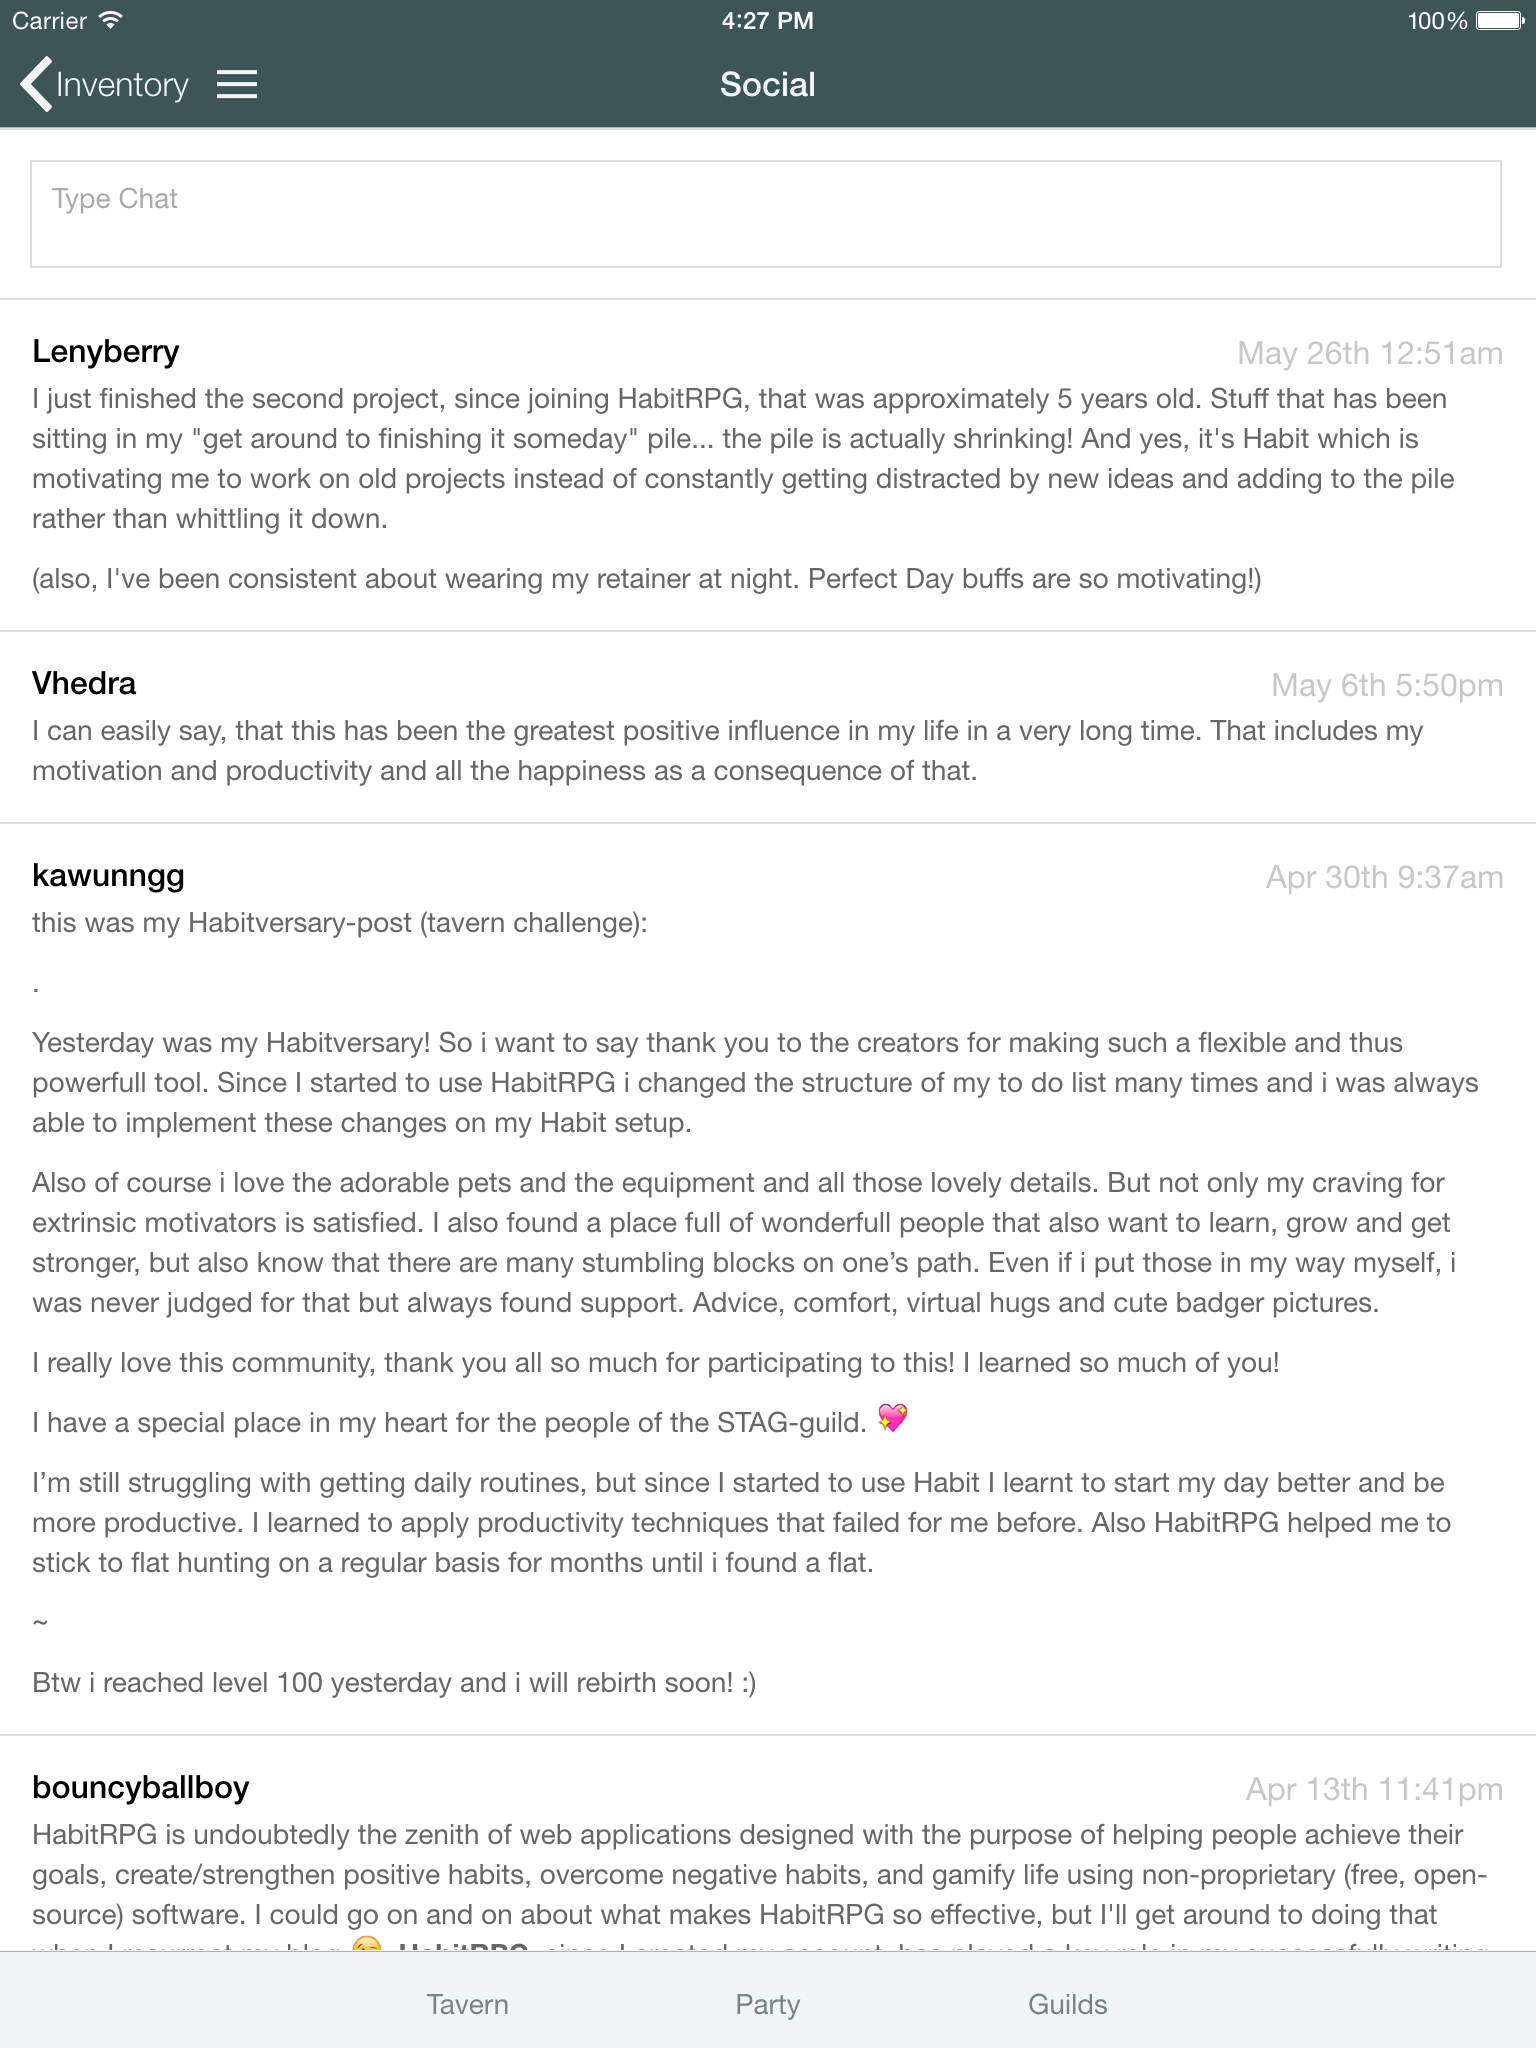 Carrier 4:27 PM 100%
Inventory Social
Type Chat
Lenyberry May 26th 12:51am
I just finished the second project, since joining HabitRPG, that was approximately 5 years old. Stuff that has been
sitting in my "get around to finishing it someday" pile... the pile is actually shrinking! And yes, it's Habit which is
motivating me to work on old projects instead of constantly getting distracted by new ideas and adding to the pile
rather than whittling it down.
(also, I've been consistent about wearing my retainer at night. Perfect Day buffs are so motivating!)
Vhedra May 6th 5:50pm
I can easily say, that this has been the greatest positive influence in my life in a very long time. That includes my
motivation and productivity and all the happiness as a consequence of that.
kawunngg Apr 30th 9:37am
this was my Habitversary-post (tavern challenge):
.
Yesterday was my Habitversary! So i want to say thank you to the creators for making such a flexible and thus
powerfull tool. Since I started to use HabitRPG i changed the structure of my to do list many times and i was always
able to implement these changes on my Habit setup.
Also of course i love the adorable pets and the equipment and all those lovely details. But not only my craving for
extrinsic motivators is satisfied. I also found a place full of wonderfull people that also want to learn, grow and get
stronger, but also know that there are many stumbling blocks on one’s path. Even if i put those in my way myself, i
was never judged for that but always found support. Advice, comfort, virtual hugs and cute badger pictures.
I really love this community, thank you all so much for participating to this! I learned so much of you!
I have a special place in my heart for the people of the STAG-guild. 💖
I’m still struggling with getting daily routines, but since I started to use Habit I learnt to start my day better and be
more productive. I learned to apply productivity techniques that failed for me before. Also HabitRPG helped me to
stick to flat hunting on a regular basis for months until i found a flat.
~
Btw i reached level 100 yesterday and i will rebirth soon! :)
bouncyballboy Apr 13th 11:41pm
HabitRPG is undoubtedly the zenith of web applications designed with the purpose of helping people achieve their
goals, create/strengthen positive habits, overcome negative habits, and gamify life using non-proprietary (free, open-
source) software. I could go on and on about what makes HabitRPG so effective, but I'll get around to doing that
Tavern Party Guilds